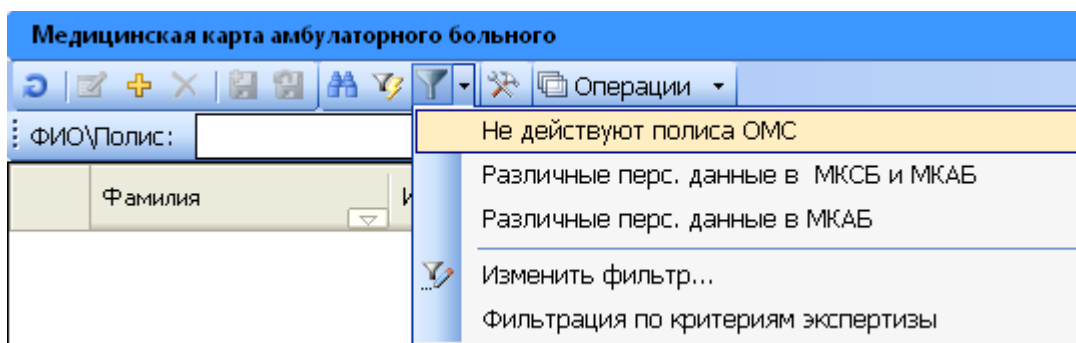 Медицинская карта амбулаторного больного
Операции
ФИО\Полис:
Не действуют полиса ОМС
Фамилия
Различные перс. данные в МКСБ и МКАБ
Различные перс. данные в МКАБ
Изменить фильтр...
Фильтрация по критериям экспертизы